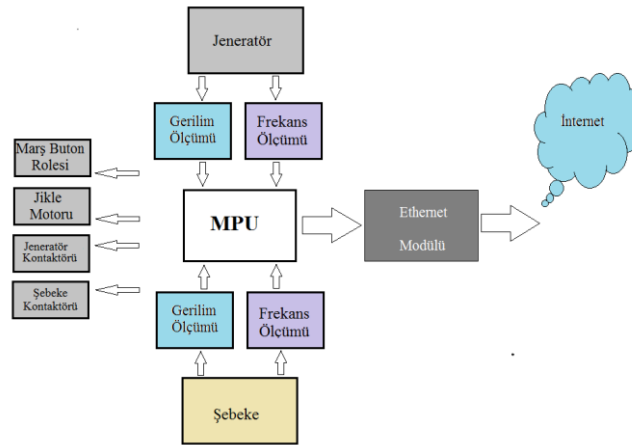 Jeneratör
Gerilim
Ölçümü
Frekans
Ölçümü
Marş Buton
Rolesi
Jikle
Motoru
Jeneratör
Kontaktörü
Şebeke
Kontaktörü
MPU
Ethernet
Modülü
İnternet
Gerilim
Ölçümü
Frekans
Ölçümü
Şebeke